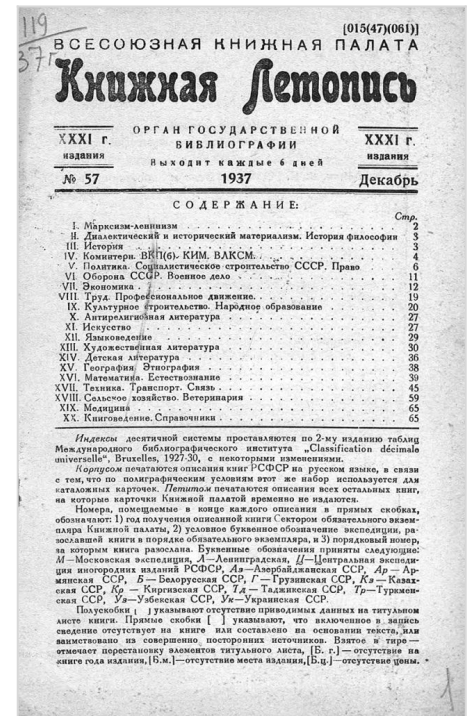 119
37г
[015(47)(061)]
ВСЕСОЮЗНАЯ КНИЖНАЯ ПАЛАТА
Книжная Летопись
XXXI г.
издания
ОРГАН ГОСУДАРСТВЕННОЙ
БИБЛИОГРАФИИ
Выходит каждые 6 дней
XXXI г.
издания
№ 57
1937
Декабрь
СОДЕРЖАНИЕ:
Стр.
I. Марксизм-ленинизм 2
II. Диалектический и исторический материализм. История философии 3
III. История 3
IV. Коминтерн. ВКП(б). КИМ. ВЛКСМ. 4
V. Политика. Социалистическое строительство СССР. Право 6
VI. Оборона СССР. Военное дело 11
VII. Экономика 12
VIII. Труд. Профессиональное движение. 19
IX. Культурное строительство. Народное образование 20
X. Антирелигиозная литература 27
XI. Искусство 27
XII. Языковедение 29
XIII. Художественная литература 30
XIV. Детская литература 36
XV. География. Этнография 38
XVI. Математика. Естествознание 39
XVII. Техника. Транспорт. Связь 45
XVIII. Сельское хозяйство. Ветеринария 59
XIX. Медицина 65
XX. Книговедение. Справочники 65
Индексы десятичной системы проставляются по 2-му изданию таблиц
Международного библиографического института „Classification décimale
universelle“, Bruxelles, 1927-30, с некоторыми изменениями.
Корпусом печатаются описания книг РСФСР на русском языке, в связи
с тем, что по полиграфическим условиям этот же набор используется для
каталожных карточек. Петитом печатаются описания всех остальных книг,
на которые карточки Книжной палатой временно не издаются.
Номера, помещаемые в конце каждого описания в прямых скобках,
обозначают: 1) год получения описанной книги Сектором обязательного экзем-
пляра Книжной палаты, 2) условное буквенное обозначение экспедиции, ра-
зославшей книги в порядке обязательного экземпляра, и 3) порядковый номер,
за которым книга разослана. Буквенные обозначения приняты следующие:
М—Московская экспедиция, Л—Ленинградская, Ц—Центральная экспеди-
ция иногородних изданий РСФСР, Аз—Азербайджанская ССР, Ар—Ар-
мянская ССР, Б—Белорусская ССР, Г—Грузинская ССР, Кз—Казах-
ская ССР, Кр—Киргизская ССР, Тд—Таджикская ССР, Тр—Туркмен-
ская ССР, Уз—Узбекская ССР, Ук—Украинская ССР.
Полускобки указывают отсутствие приводимых данных на титульном
листе книги. Прямые скобки [ ] указывают, что включенное в запись
сведение отсутствует на книге или составлено на основании текста, или
заимствовано из совершенно, посторонних источников. Взятое в тире—
отмечает перестановку элементов титульного листа, [Б. г.]—отсутствие на
книге года издания, [Б.м.]—отсутствие места издания, [Б.ц.]—отсутствие цены.